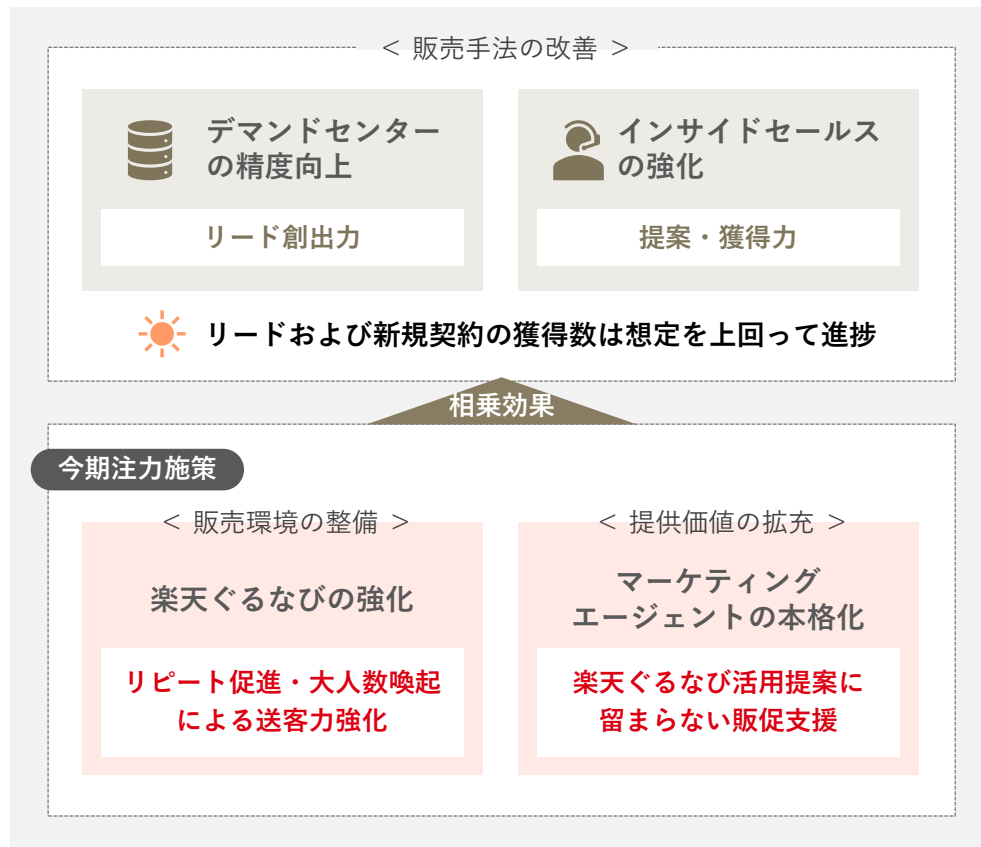 < 販売手法の改善 >
デマンドセンター
の精度向上
リード創出力
インサイドセールス
の強化
提案・獲得力
リードおよび新規契約の獲得数は想定を上回って進捗
相乗効果
今期注力施策
< 販売環境の整備 >
楽天ぐるなびの強化
リピート促進・大人数喚起
による送客力強化
< 提供価値の拡充 >
マーケティング
エージェントの本格化
楽天ぐるなび活用提案に
留まらない販促支援